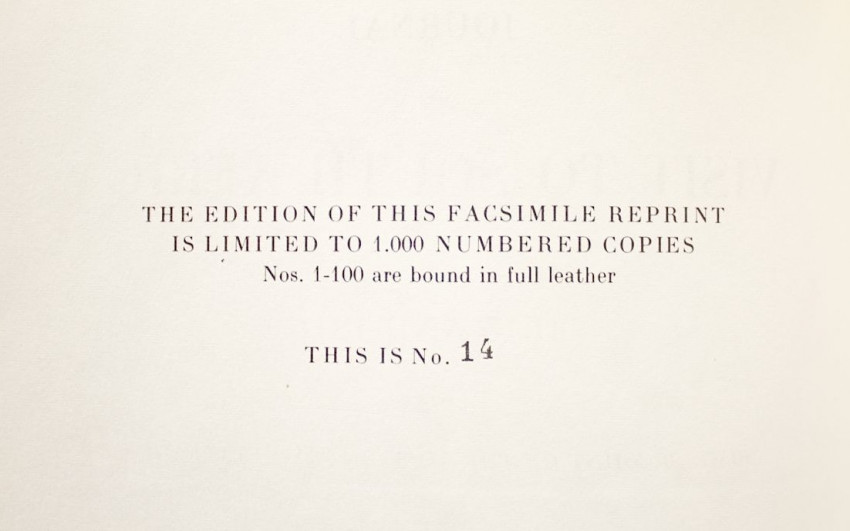 THE EDITION OF THIS FACSIMILE REPRINT
IS LIMITED TO 1.000 NUMBERED COPIES
Nos. 1-100 are bound in full leather
THIS IS No. 14